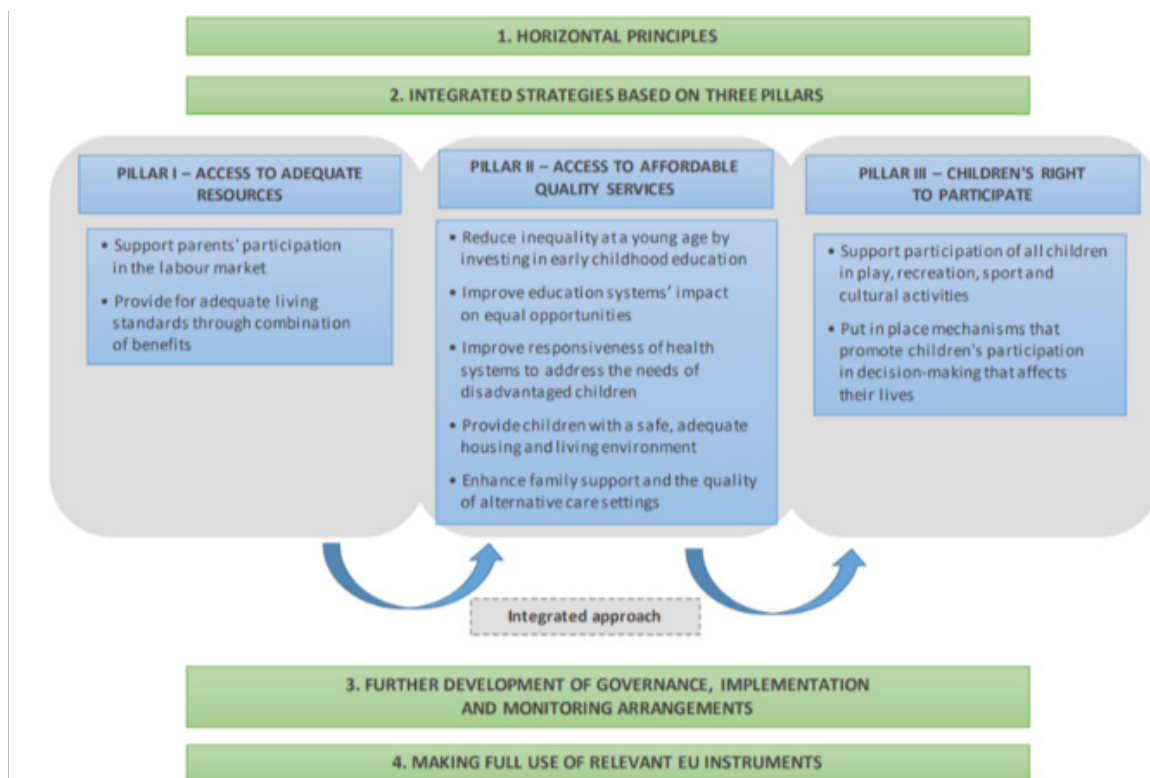 1. HORIZONTAL PRINCIPLES
2. INTEGRATED STRATEGIES BASED ON THREE PILLARS
PILLAR I – ACCESS TO ADEQUATE
RESOURCES
• Support parents' participation
in the labour market
• Provide for adequate living
standards through combination
of benefits
PILLAR II – ACCESS TO AFFORDABLE
QUALITY SERVICES
• Reduce inequality at a young age by
investing in early childhood education
• Improve education systems' impact
on equal opportunities
• Improve responsiveness of health
systems to address the needs of
disadvantaged children
• Provide children with a safe, adequate
housing and living environment
• Enhance family support and the quality
of alternative care settings
PILLAR III – CHILDREN'S RIGHT
TO PARTICIPATE
• Support participation of all children
in play, recreation, sport and
cultural activities
• Put in place mechanisms that
promote children's participation
in decision-making that affects
their lives
Integrated approach
3. FURTHER DEVELOPMENT OF GOVERNANCE, IMPLEMENTATION
AND MONITORING ARRANGEMENTS
4. MAKING FULL USE OF RELEVANT EU INSTRUMENTS